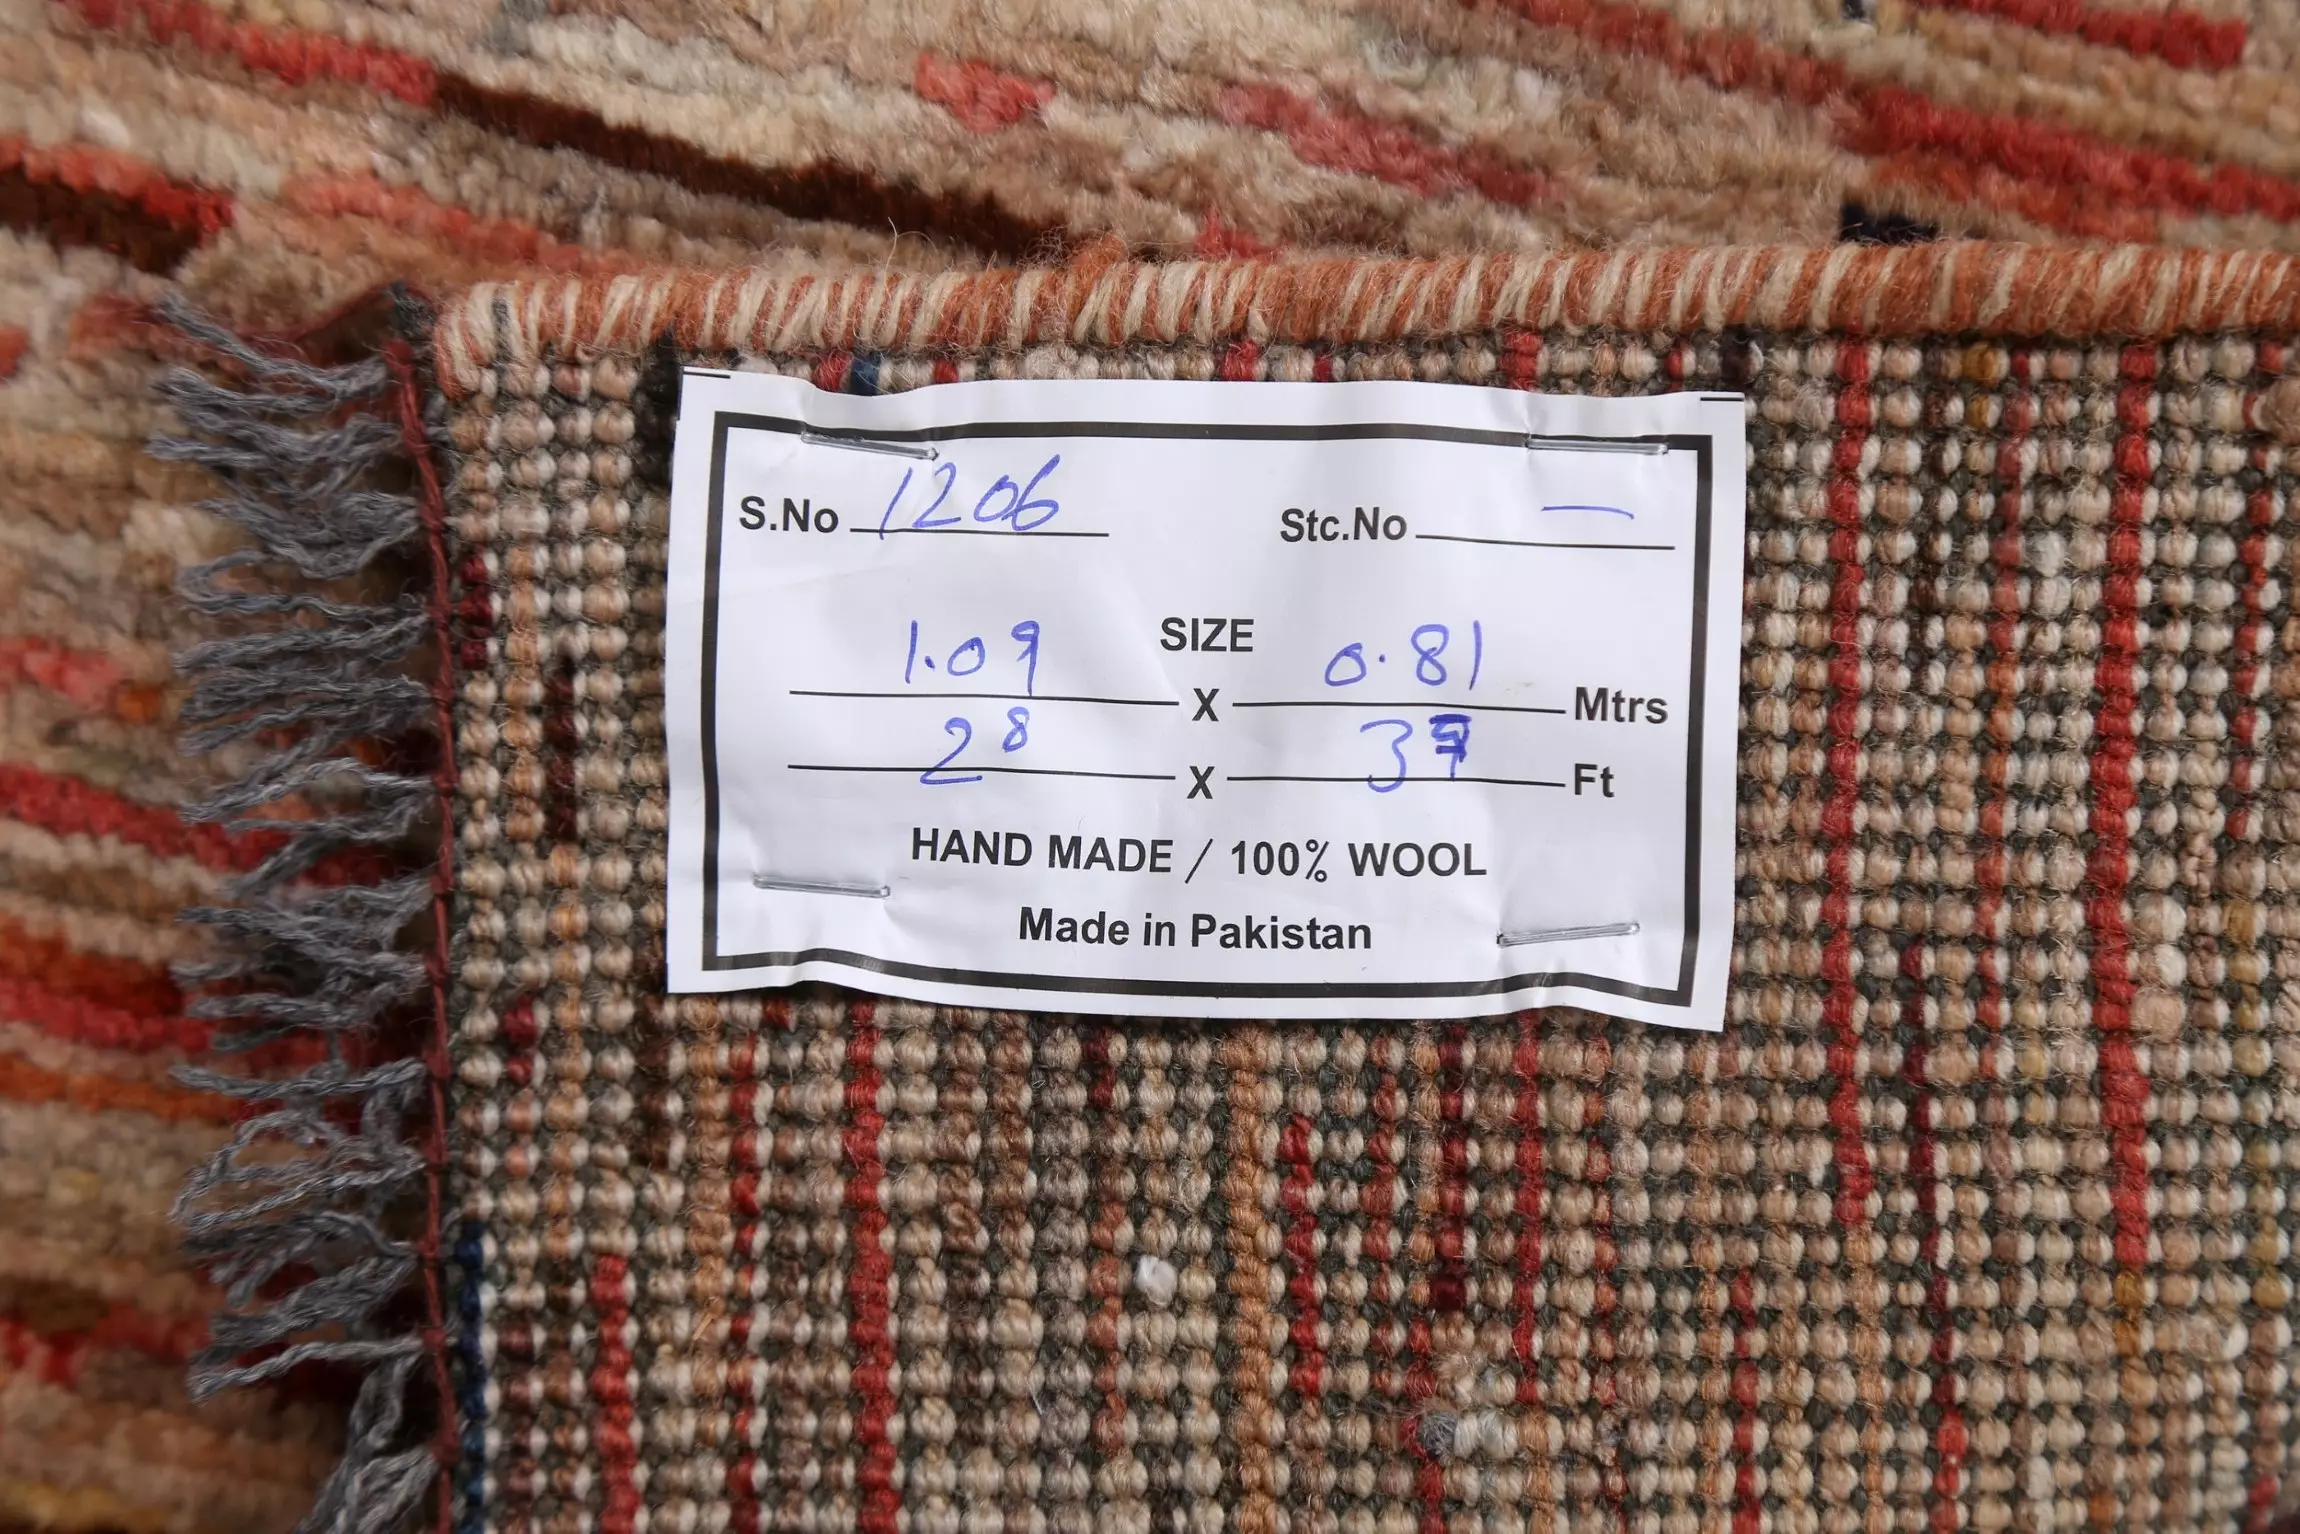 S.No 1206 Stc.No —
SIZE
1.09 X 0.81 Mtrs
2 8 X 3 Ft
HAND MADE / 100% WOOL
Made in Pakistan